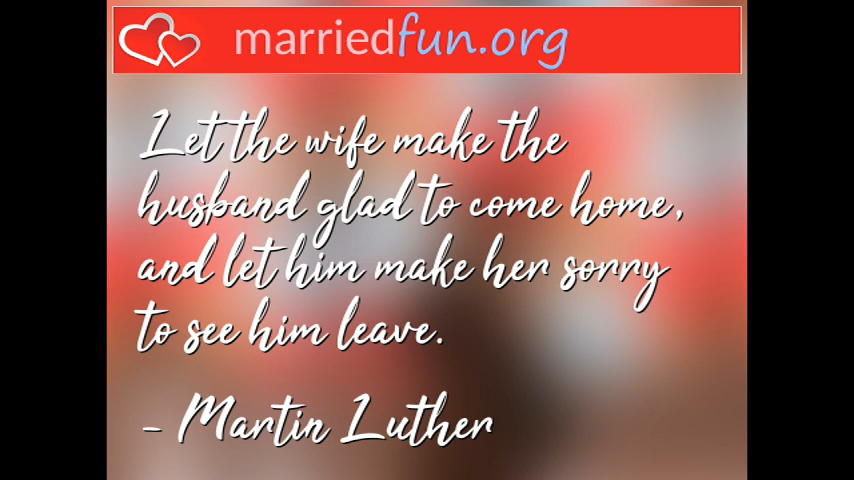 marriedfun.org
Let the wife make the
husband glad to come home,
and let him make her sorry
to see him leave.
- Martin Luther